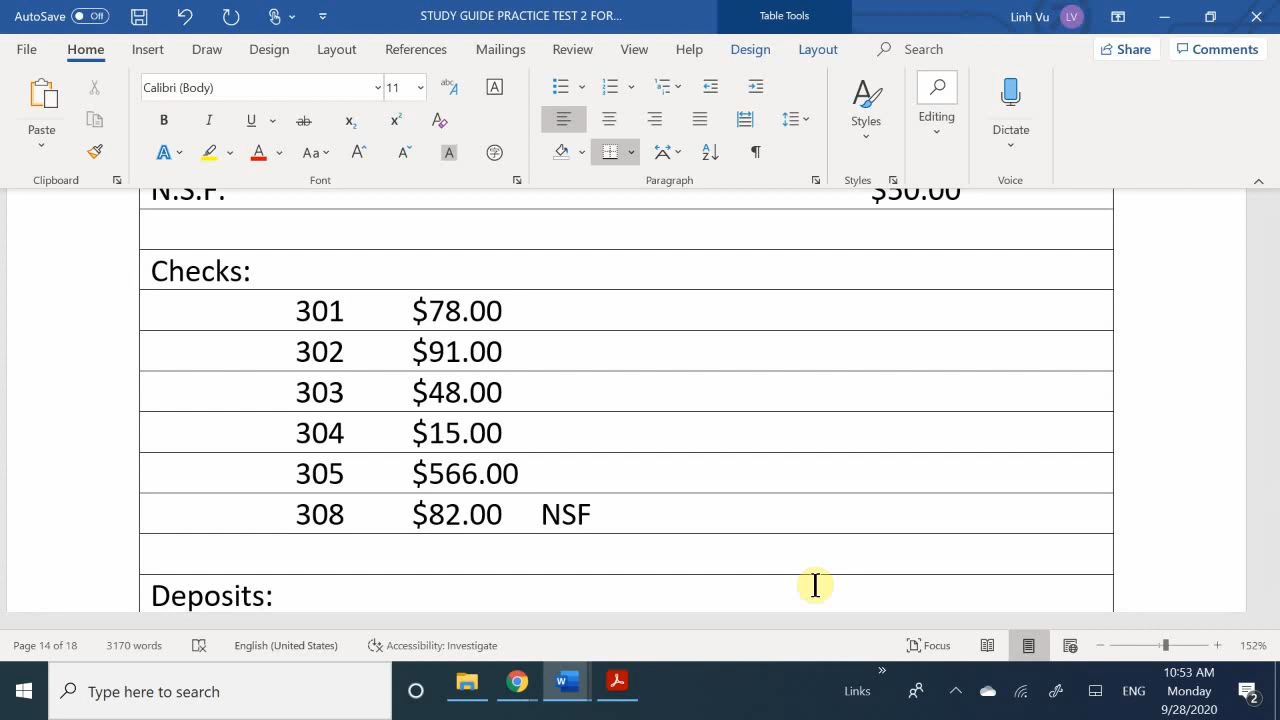 AutoSave Off STUDY GUIDE PRACTICE TEST 2 FOR... Table Tools Linh Vu LV
File Home Insert Draw Design Layout References Mailings Review View Help Design Layout Search Share Comments
Paste
Calibri (Body) 11
Styles
Editing
Dictate
Clipboard Font Paragraph Styles Voice
N.S.F. $50.00
Checks:
301 $78.00
302 $91.00
303 $48.00
304 $15.00
305 $566.00
308 $82.00 NSF
Deposits:
Page 14 of 18 3170 words English (United States) Accessibility: Investigate Focus 152%
Type here to search Links ENG
10:53 AM
Monday
9/28/2020
2